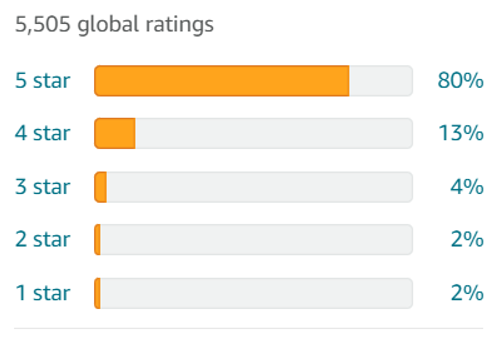 5,505 global ratings
5 star 80%
4 star 13%
3 star 4%
2 star 2%
1 star 2%